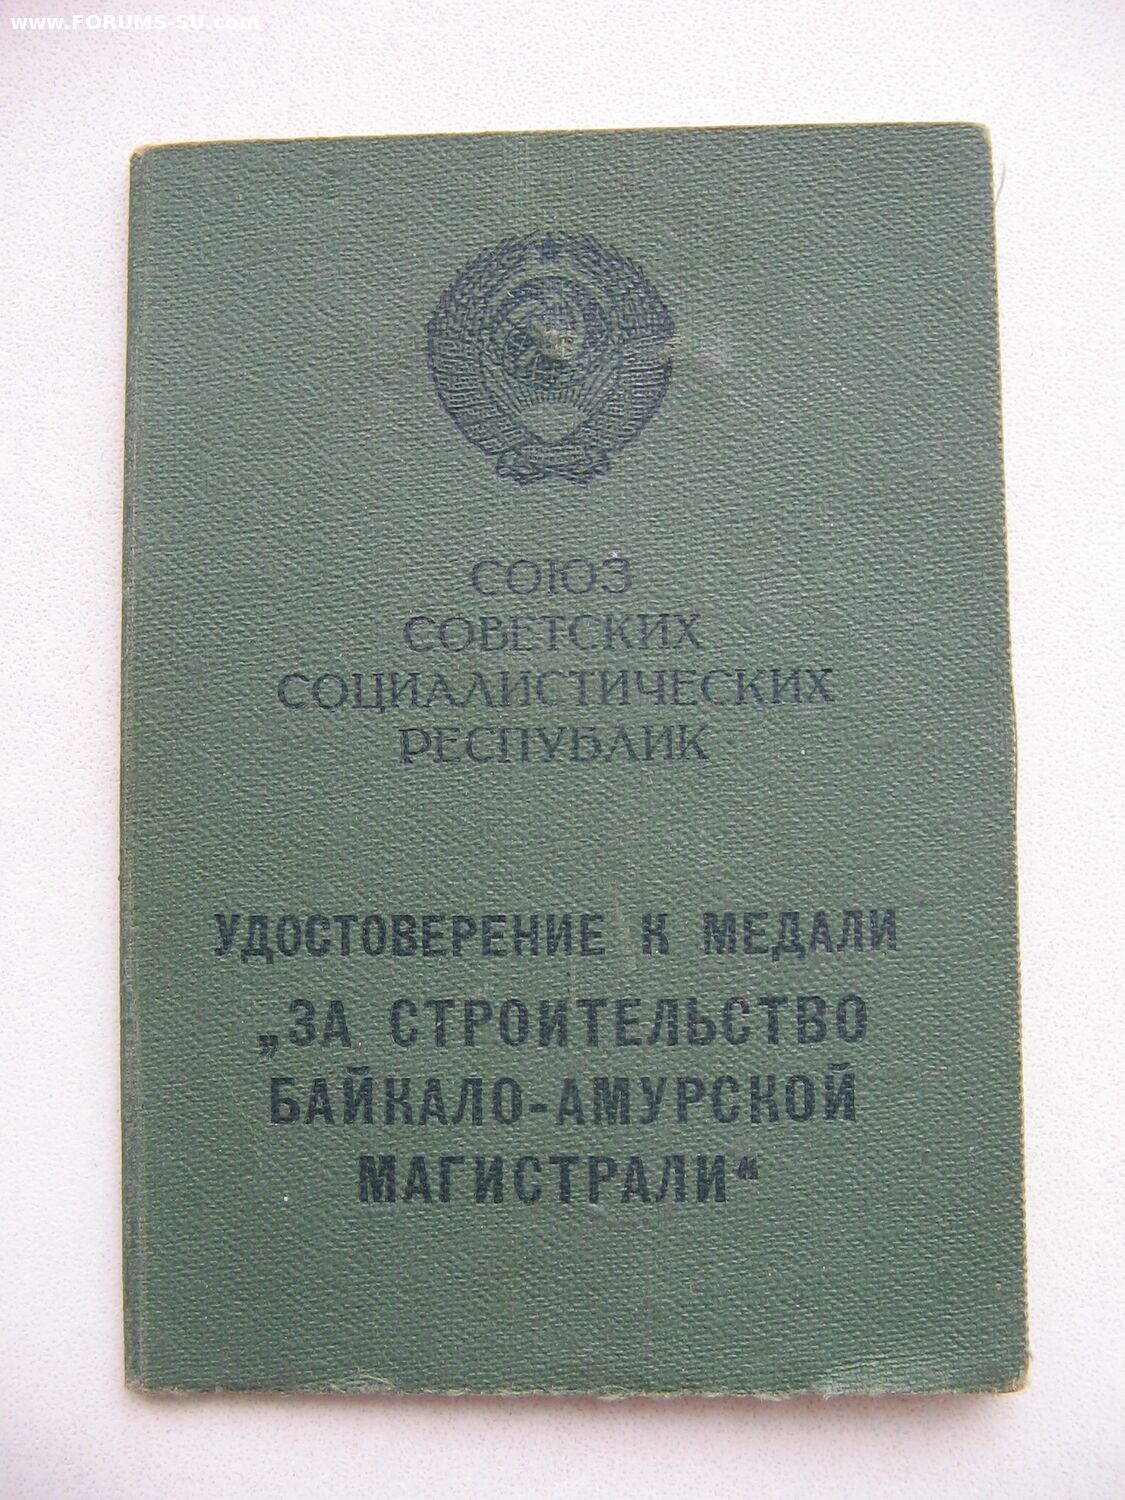 www.FORUMS-SU.com
СОЮЗ
СОВЕТСКИХ
СОЦИАЛИСТИЧЕСКИХ
РЕСПУБЛИК
УДОСТОВЕРЕНИЕ К МЕДАЛИ
„ЗА СТРОИТЕЛЬСТВО
БАЙКАЛО-АМУРСКОЙ
МАГИСТРАЛИ“